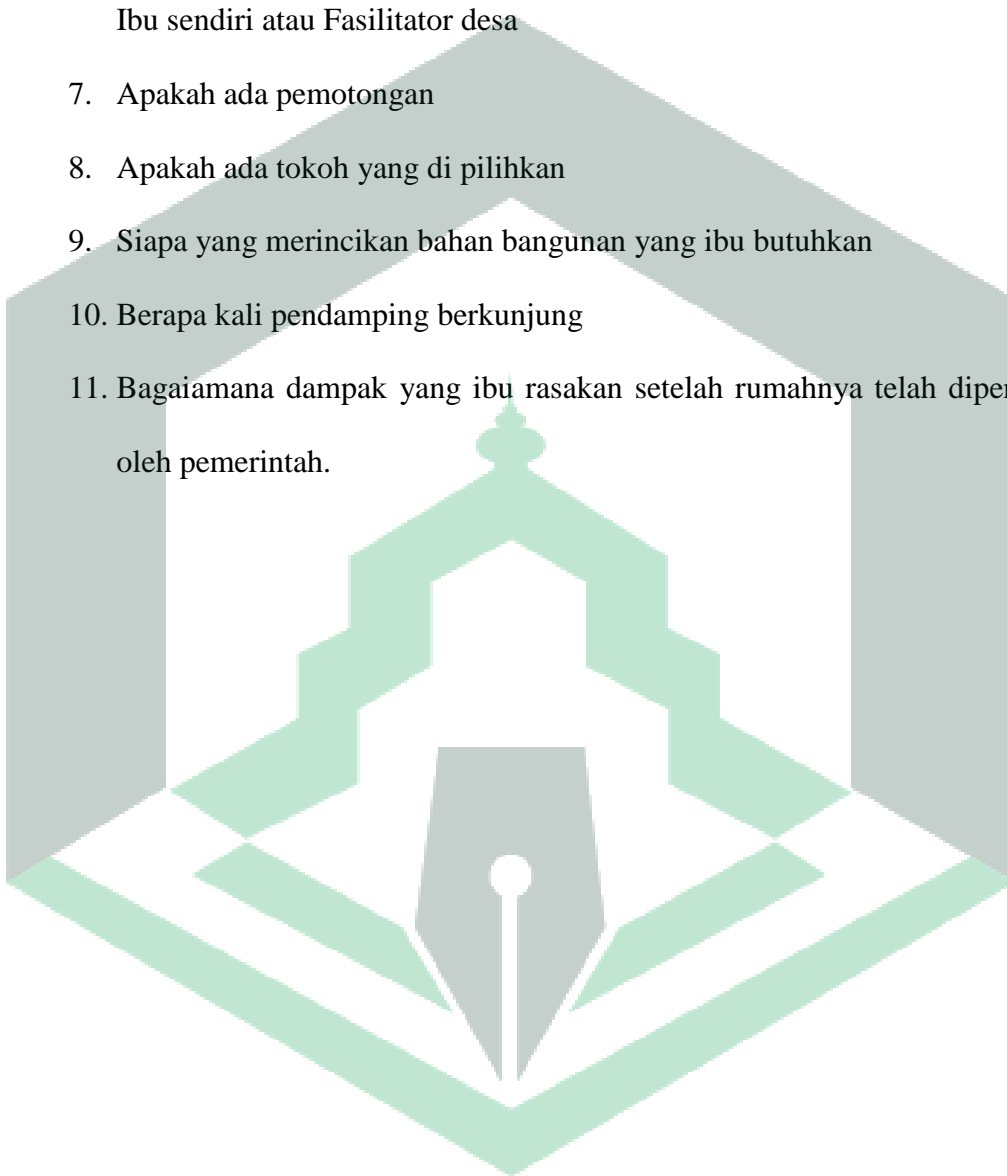 Ibu sendiri atau Fasilitator desa
7. Apakah ada pemotongan
8. Apakah ada tokoh yang di pilihkan
9. Siapa yang merincikan bahan bangunan yang ibu butuhkan
10. Berapa kali pendamping berkunjung
11. Bagaiamana dampak yang ibu rasakan setelah rumahnya telah
oleh pemerintah.